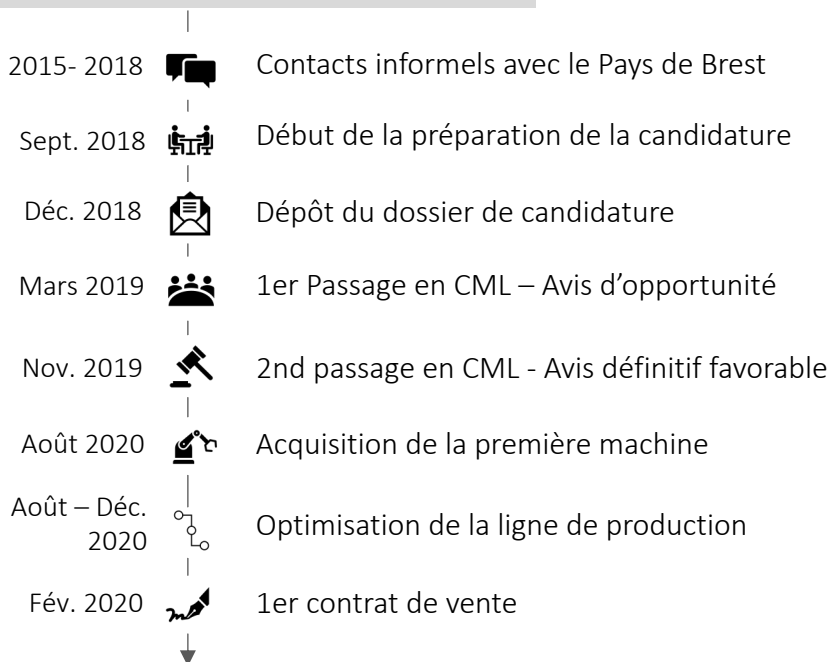 2015- 2018 Contacts informels avec le Pays de Brest
Sept. 2018 Début de la préparation de la candidature
Déc. 2018 Dépôt du dossier de candidature
Mars 2019 1er Passage en CML – Avis d’opportunité
Nov. 2019 2nd passage en CML - Avis définitif favorable
Août 2020 Acquisition de la première machine
Août – Déc.
2020 Optimisation de la ligne de production
Fév. 2020 1er contrat de vente